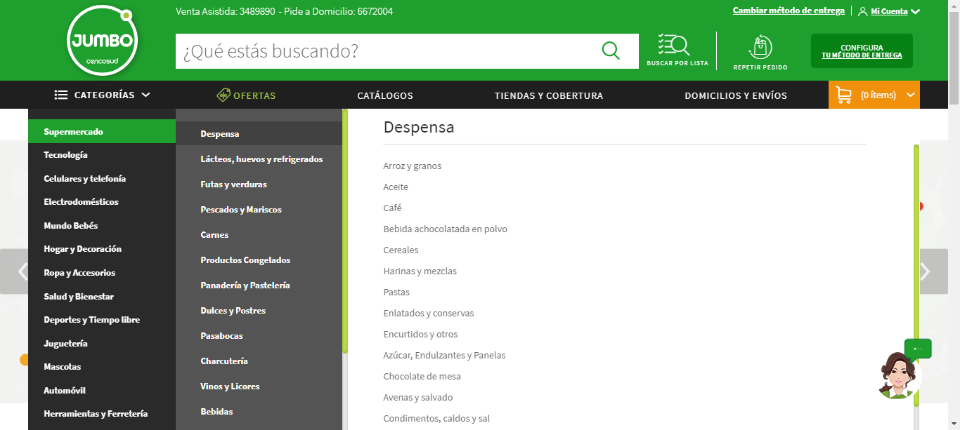 Venta Asistida: 3489890 - Pide a Domicilio: 6672004
Cambiar método de entrega
Mi Cuenta
JUMBO
cencosud
¿Qué estás buscando?
BUSCAR POR LISTA
REPETIR PEDIDO
CONFIGURA
TU MÉTODO DE ENTREGA
CATEGORÍAS
OFERTAS
CATÁLOGOS
TIENDAS Y COBERTURA
DOMICILIOS Y ENVÍOS
(0 ítems)
Supermercado
Tecnología
Celulares y telefonía
Electrodomésticos
Mundo Bebés
Hogar y Decoración
Ropa y Accesorios
Salud y Bienestar
Deportes y Tiempo libre
Juguetería
Mascotas
Automóvil
Herramientas y Ferretería
Despensa
Lácteos, huevos y refrigerados
Futas y verduras
Pescados y Mariscos
Carnes
Productos Congelados
Panadería y Pastelería
Dulces y Postres
Pasabocas
Charcutería
Vinos y Licores
Bebidas
Despensa
Arroz y granos
Aceite
Café
Bebida achocolatada en polvo
Cereales
Harinas y mezclas
Pastas
Enlatados y conservas
Encurtidos y otros
Azúcar, Endulzantes y Panelas
Chocolate de mesa
Avenas y salvado
Condimentos, caldos y sal